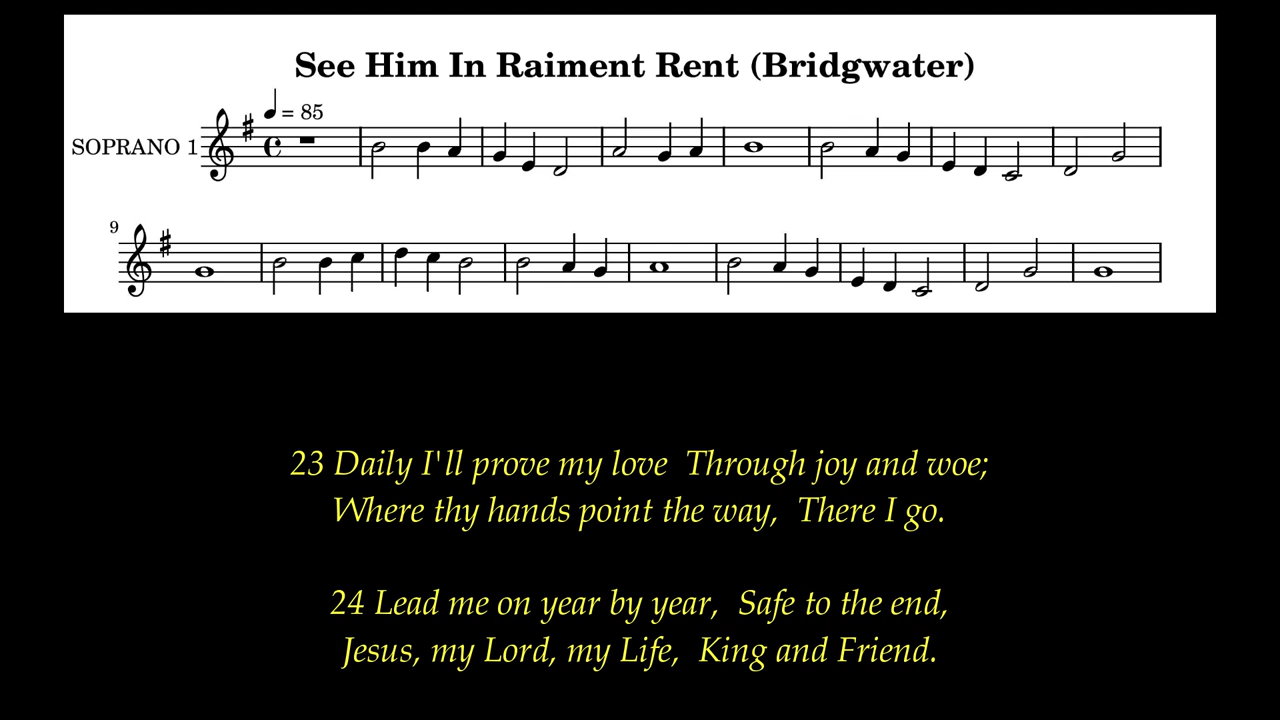 See Him In Raiment Rent (Bridgwater)
= 85
SOPRANO 1
9
23 Daily I'll prove my love  Through joy and woe;
Where thy hands point the way,  There I go.
24 Lead me on year by year,  Safe to the end,
Jesus, my Lord, my Life,  King and Friend.